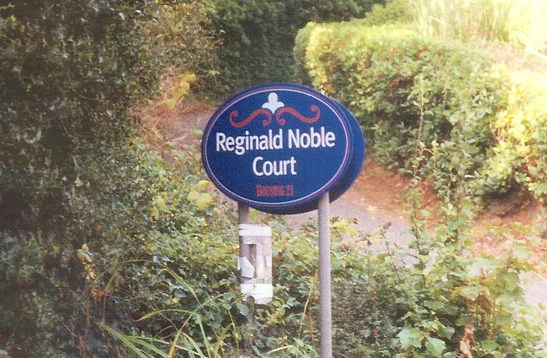 Reginald Noble
Court
HOUSING 21